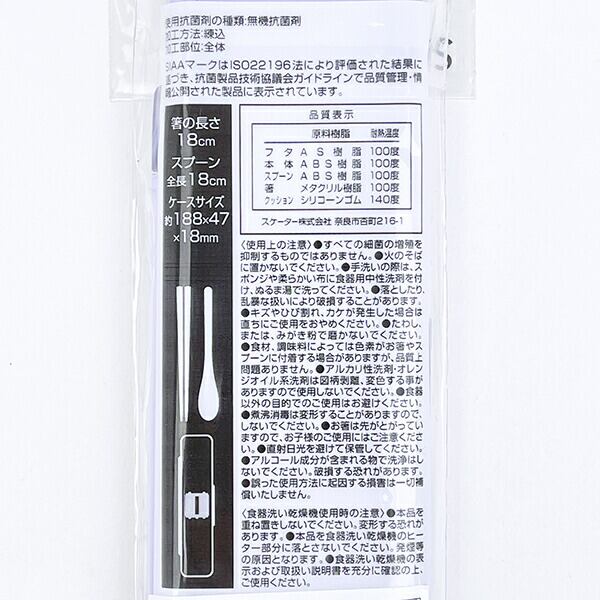 使用抗菌剤の種類:無機抗菌剤
加工方法:練込
加工部位:全体
SIAAマークはISO22196法により評価された結果に
基づき、抗菌製品技術協議会ガイドラインで品質管理・情
報公開された製品に表示されています。
S
箸の長さ
18cm
スプーン
全長18cm
ケースサイズ
約188×47
×18mm
品質表示
原料樹脂 耐熱温度
フタ AS樹脂 100度
本体 ABS樹脂 100度
スプーン ABS樹脂 100度
箸 メタクリル樹脂 100度
クッション シリコーンゴム 140度
スケーター株式会社 奈良市杏町216-1
〈使用上の注意〉●すべての細菌の増殖を
抑制するものではありません。●火のそば
に置かないでください。●手洗いの際は、ス
ポンジや柔らかい布に食器用中性洗剤を付
け、ぬるま湯で洗ってください。●落としたり、
乱暴な扱いにより破損することがあります。
●キズやひび割れ、カケが発生した場合は
直ちにご使用をおやめください。●たわし、
または、みがき粉で磨かないでください。
●食材、調味料によっては色素がお箸やス
プーンに付着する場合がありますが、品質上
問題ありません。●アルカリ性洗剤・オレン
ジオイル系洗剤は図柄剥離、変色する事が
ありますので使用しないでください。●食器
以外の目的でのご使用はお避けください。
●煮沸消毒は変形することがありますので、
しないでください。●お箸は先がとがってい
ますので、お子様のご使用にはご注意くださ
い。●直射日光を避けて保管してください。
●アルコール成分が含まれる物で洗浄はし
ないでください。破損する恐れがあります。
●誤った使用方法に起因する損害は一切補
償いたしません。
〈食器洗い乾燥機使用時の注意〉●本品を
重ね置きしないでください。変形する恐れが
あります。●本品を食器洗い乾燥機のヒー
ター部分に落とさないでください。発煙等
の原因となります。●食器洗い乾燥機の表
示および取扱い説明書を充分に確認の上、
ご使用ください。